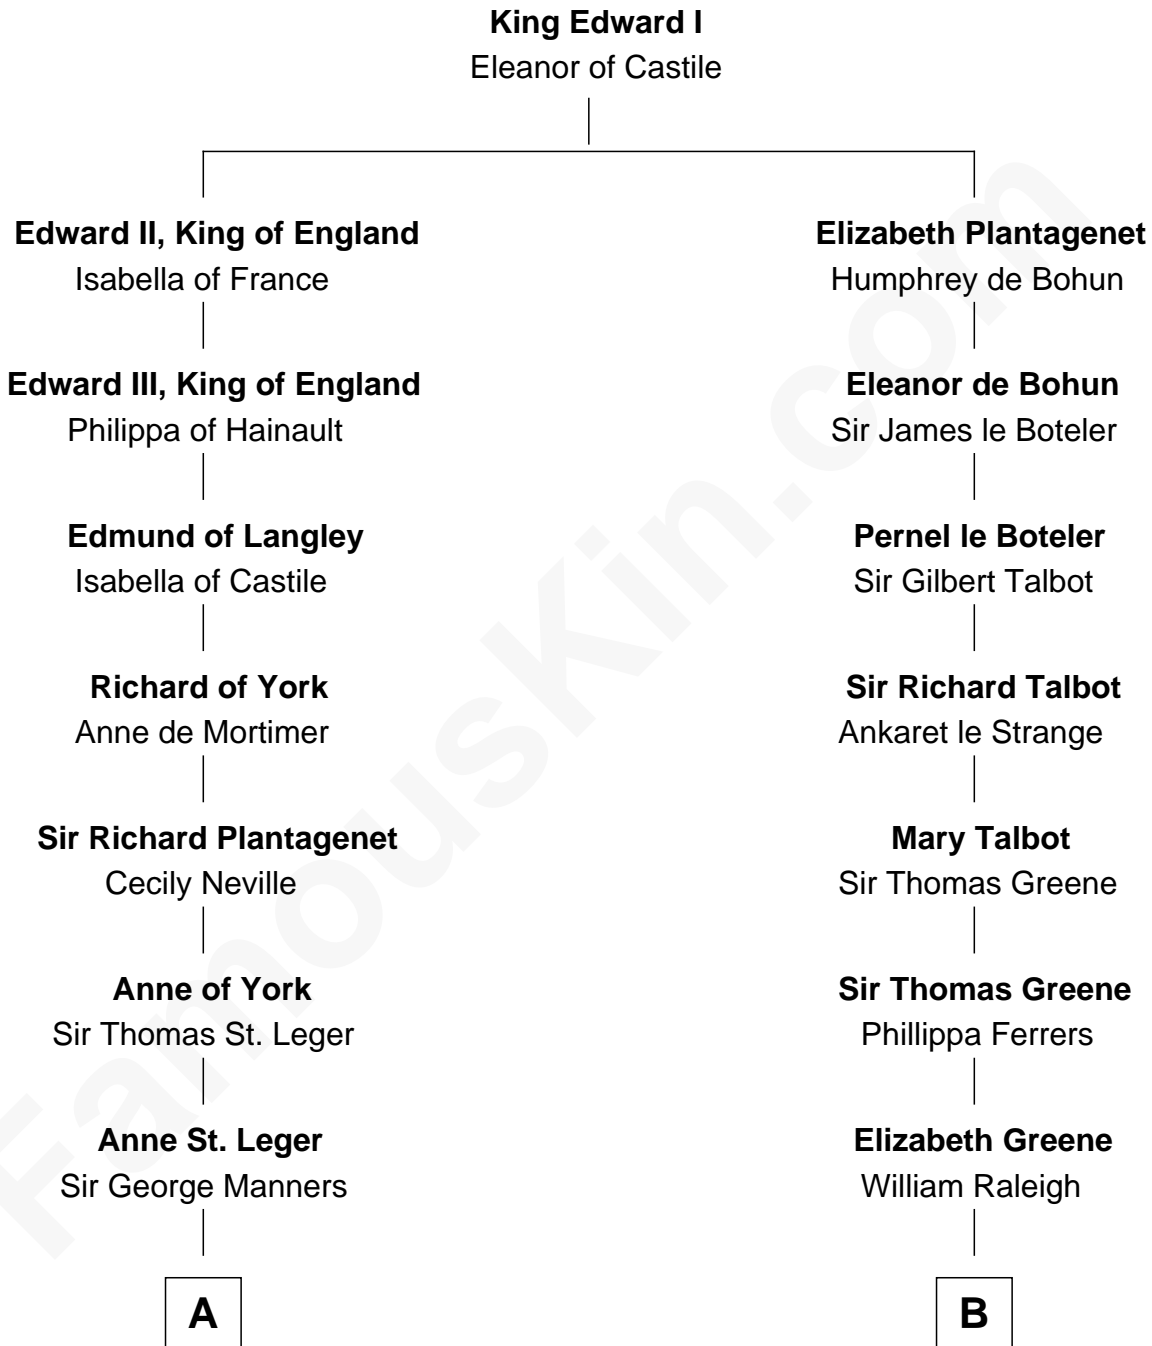 King Edward I
Eleanor of Castile
Edward II, King of England
Isabella of France
Edward III, King of England
Philippa of Hainault
Edmund of Langley
Isabella of Castile
Richard of York
Anne de Mortimer
Sir Richard Plantagenet
Cecily Neville
Anne of York
Sir Thomas St. Leger
Anne St. Leger
Sir George Manners
A
Elizabeth Plantagenet
Humphrey de Bohun
Eleanor de Bohun
Sir James le Boteler
Pernel le Boteler
Sir Gilbert Talbot
Sir Richard Talbot
Ankaret le Strange
Mary Talbot
Sir Thomas Greene
Sir Thomas Greene
Phillippa Ferrers
Elizabeth Greene
William Raleigh
B
FamousKin.com